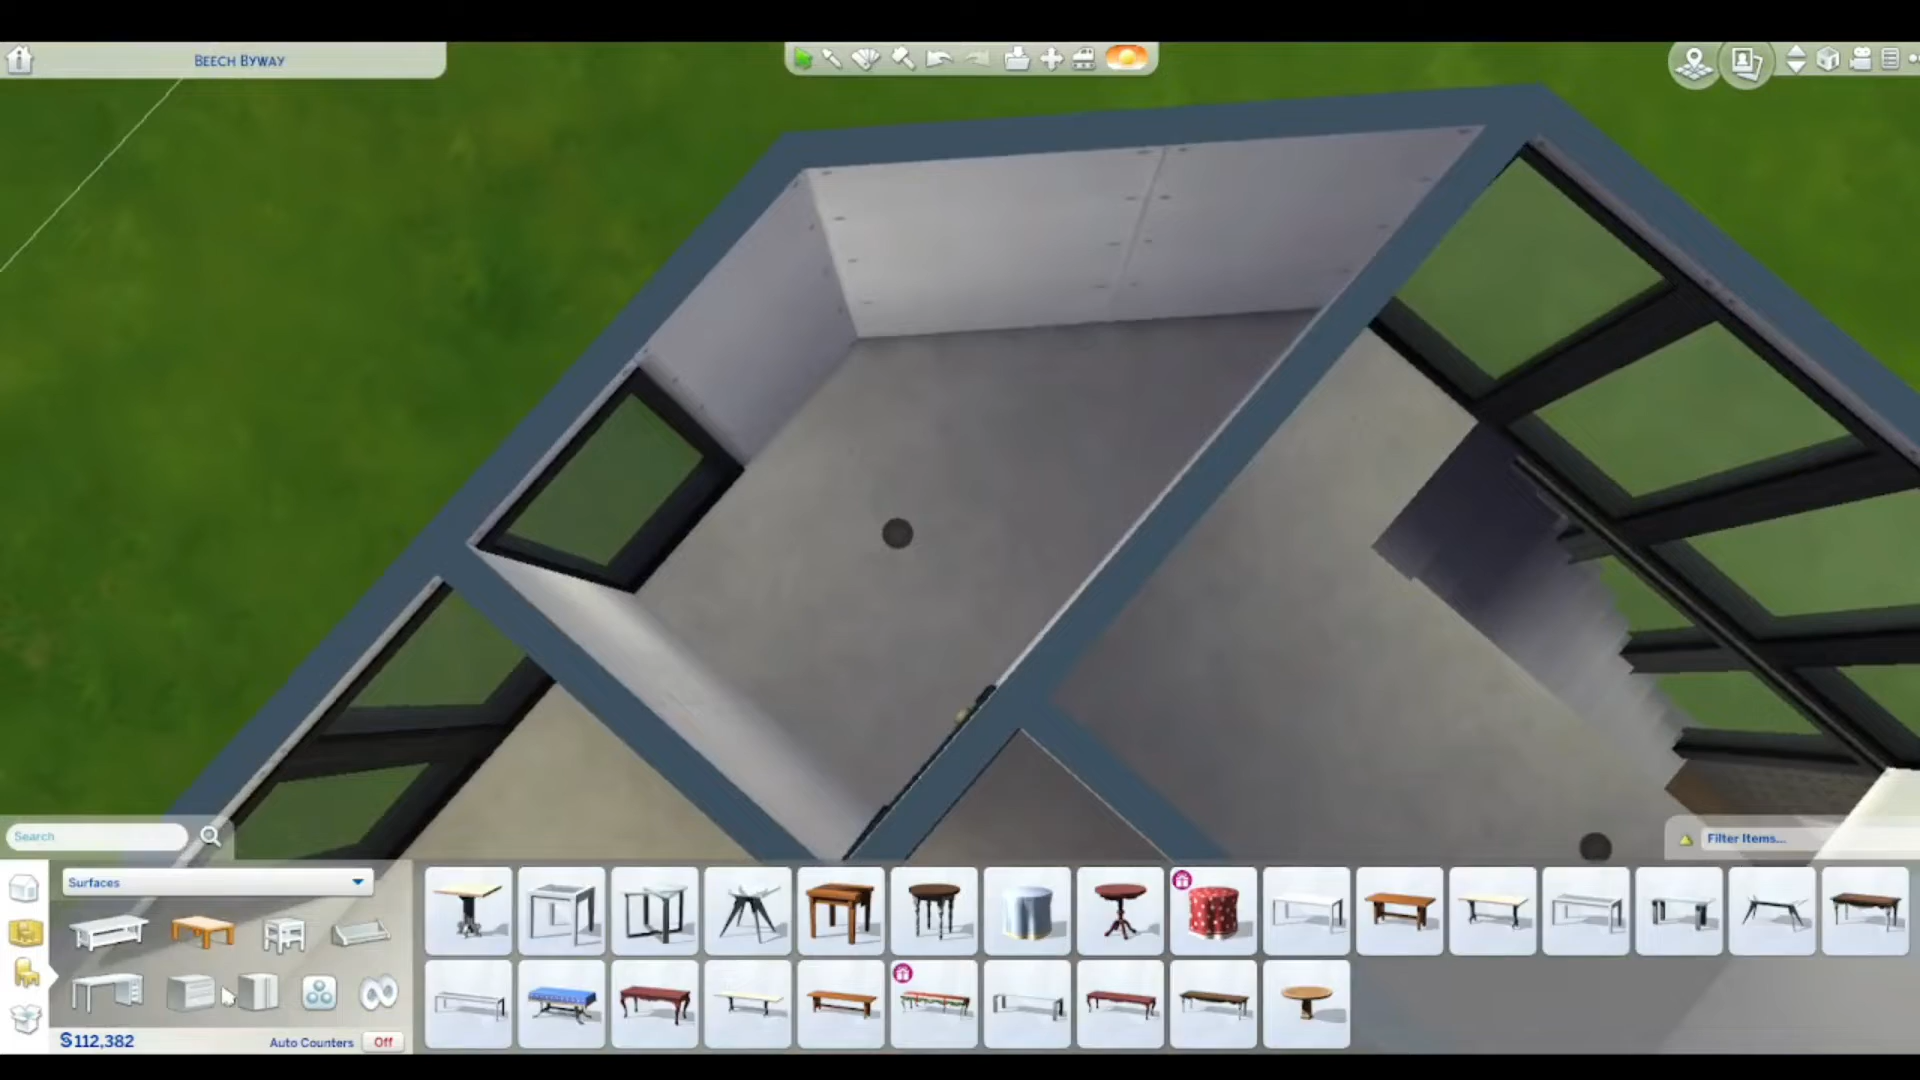 BEECH BYWAY
Search
Filter Items...
Surfaces
§112,382
Auto Counters
Off